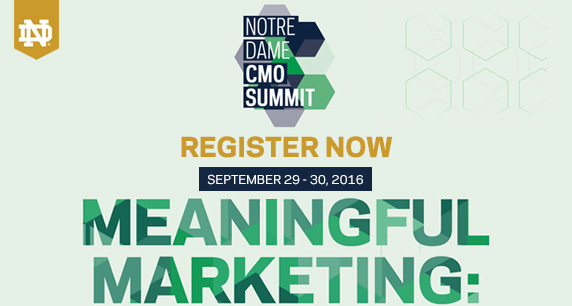 ND
NOTRE
DAME
CMO
SUMMIT
REGISTER NOW
SEPTEMBER 29 - 30, 2016
MEANINGFUL
MARKETING: